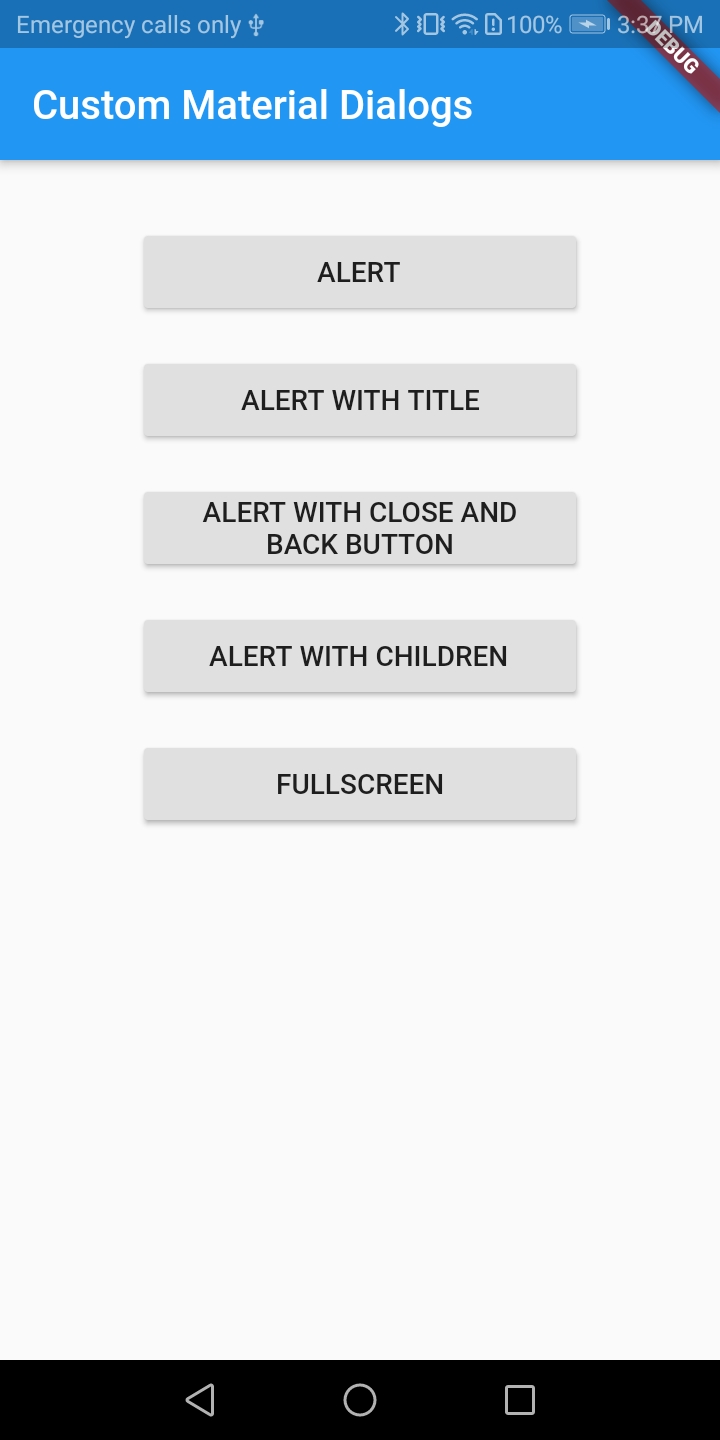 Emergency calls only
100%
3:37 PM
DEBUG
Custom Material Dialogs
ALERT
ALERT WITH TITLE
ALERT WITH CLOSE AND
BACK BUTTON
ALERT WITH CHILDREN
FULLSCREEN